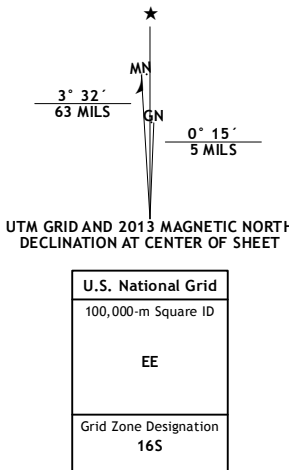 MN
GN
3° 32´
63 MILS
0° 15´
5 MILS
UTM GRID AND 2013 MAGNETIC NORTH
DECLINATION AT CENTER OF SHEET
U.S. National Grid
100,000-m Square ID
EE
Grid Zone Designation
16S